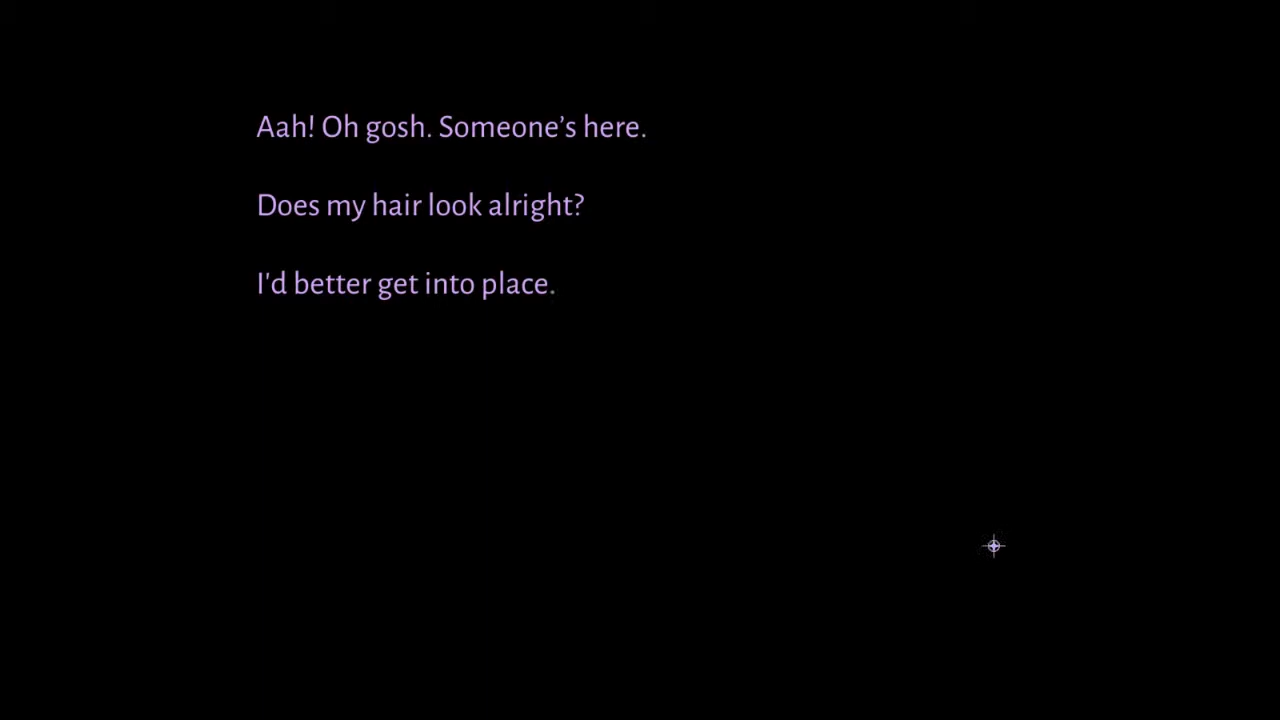 Aah! Oh gosh. Someone’s here.
Does my hair look alright?
I'd better get into place.